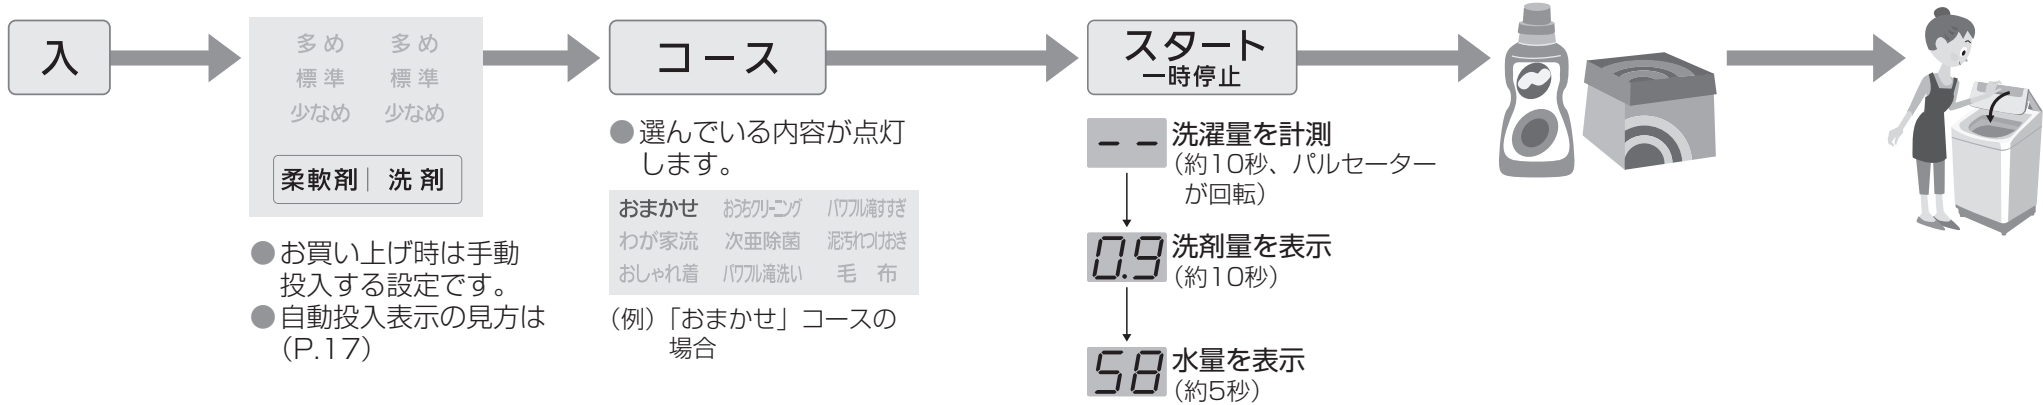 入
多め 多め
標準 標準
少なめ 少なめ
柔軟剤 | 洗剤
●お買い上げ時は手動
投入する設定です。
●自動投入表示の見方は
（P.17）
コース
●選んでいる内容が点灯
します。
おまかせ おうちクリーニング パワフル滝すすぎ
わが家流 次亜除菌 泥汚れつけおき
おしゃれ着 パワフル滝洗い 毛布
（例）「おまかせ」コースの
場合
スタート
一時停止
-- 洗濯量を計測
（約10秒、パルセーター
が回転）
0.9 洗剤量を表示
（約10秒）
58 水量を表示
（約5秒）